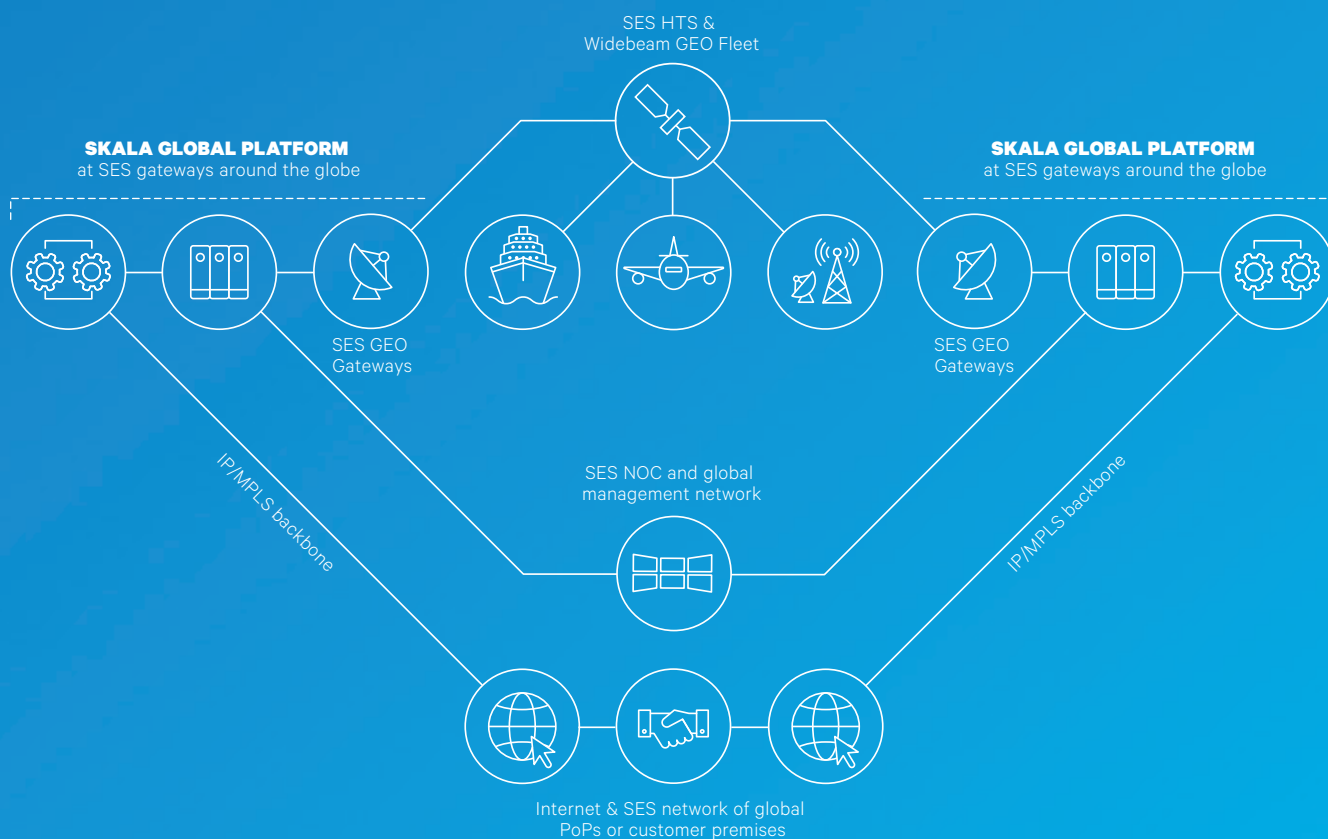 SES HTS &
Widebeam GEO Fleet
SKALA GLOBAL PLATFORM
at SES gateways around the globe
SKALA GLOBAL PLATFORM
at SES gateways around the globe
SES GEO
Gateways
SES GEO
Gateways
SES NOC and global
management network
IP/MPLS backbone
IP/MPLS backbone
Internet & SES network of global
PoPs or customer premises